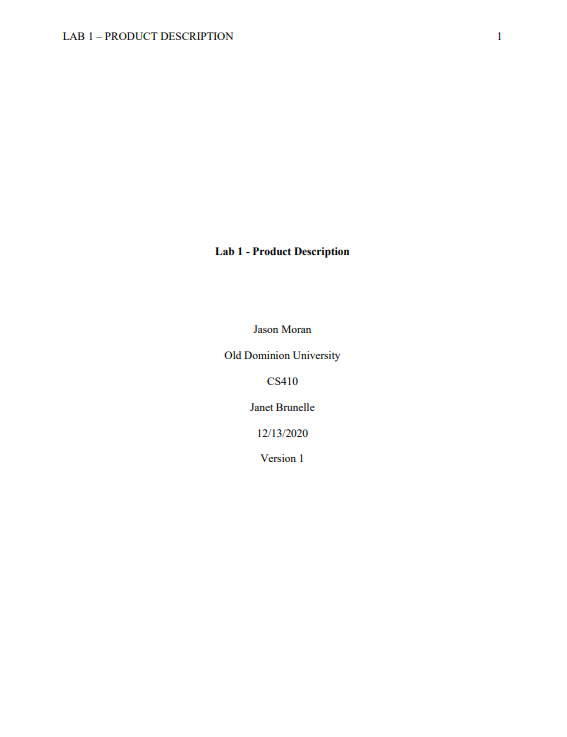 LAB 1 – PRODUCT DESCRIPTION 1
Lab 1 - Product Description
Jason Moran
Old Dominion University
CS410
Janet Brunelle
12/13/2020
Version 1